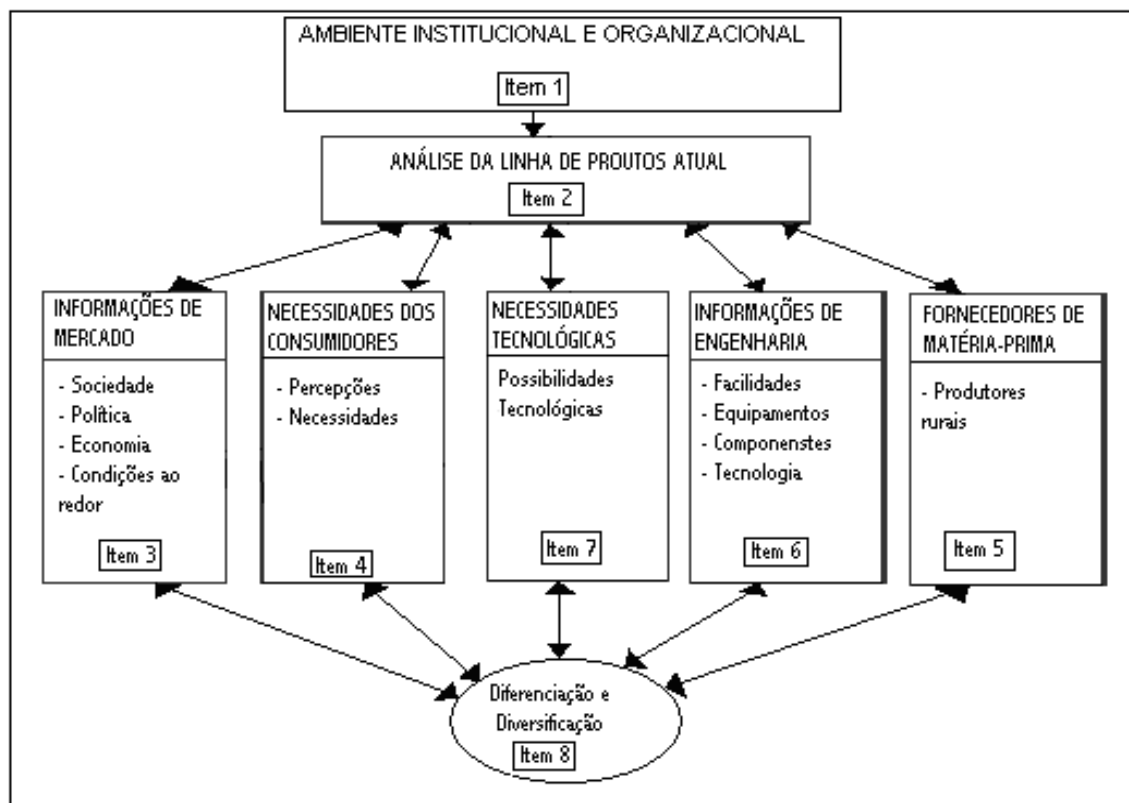 AMBIENTE INSTITUCIONAL E ORGANIZACIONAL
Item 1
ANÁLISE DA LINHA DE PROUTOS ATUAL
Item 2
INFORMAÇÕES DE
MERCADO
- Sociedade
- Política
- Economia
- Condições ao
redor
Item 3
NECESSIDADES DOS
CONSUMIDORES
- Percepções
- Necessidades
Item 4
NECESSIDADES
TECNOLÓGICAS
Possibilidades
Tecnológicas
Item 7
INFORMAÇÕES DE
ENGENHARIA
- Facilidades
- Equipamentos
- Componenstes
- Tecnologia
Item 6
FORNECEDORES DE
MATÉRIA-PRIMA
- Produtores
rurais
Item 5
Diferenciação e
Diversificação
Item 8